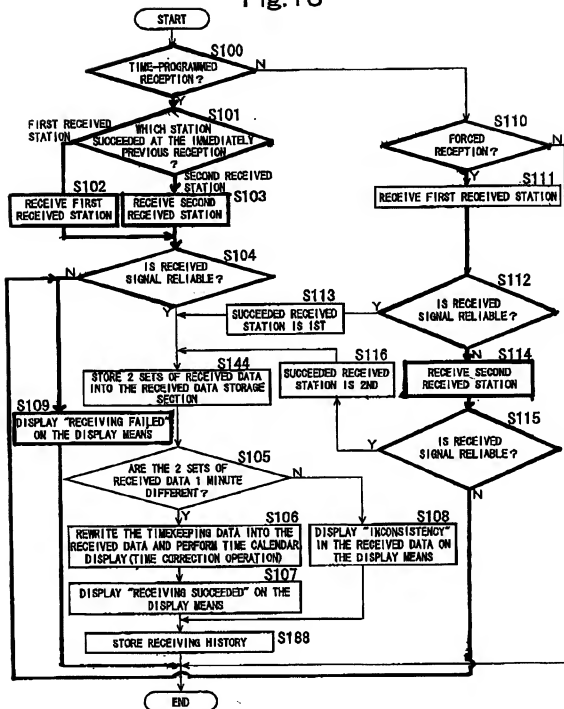 START
S100
TIME-PROGRAMMED
RECEPTION?
N
Y
S101
FIRST RECEIVED
STATION
WHICH STATION
SUCCEEDED AT THE IMMEDIATELY
PREVIOUS RECEPTION
?
SECOND RECEIVED
STATION
S110
FORCED
RECEPTION?
N
Y
S102
RECEIVE FIRST
RECEIVED STATION
S103
RECEIVE SECOND
RECEIVED STATION
S111
RECEIVE FIRST RECEIVED STATION
S104
N
IS RECEIVED
SIGNAL RELIABLE?
Y
S112
IS RECEIVED
SIGNAL RELIABLE?
Y
N
S113
SUCCEEDED RECEIVED
STATION IS 1ST
S114
RECEIVE SECOND
RECEIVED STATION
S116
SUCCEEDED RECEIVED
STATION IS 2ND
S144
STORE 2 SETS OF RECEIVED DATA
INTO THE RECEIVED DATA STORAGE
SECTION
S115
IS RECEIVED
SIGNAL RELIABLE?
Y
N
S109
DISPLAY "RECEIVING FAILED"
ON THE DISPLAY MEANS
S105
ARE THE 2 SETS OF
RECEIVED DATA 1 MINUTE
DIFFERENT?
N
Y
S106
REWRITE THE TIMEKEEPING DATA INTO THE
RECEIVED DATA AND PERFORM TIME CALENDAR
DISPLAY(TIME CORRECTION OPERATION)
S108
DISPLAY "INCONSISTENCY"
IN THE RECEIVED DATA ON
THE DISPLAY MEANS
S107
DISPLAY "RECEIVING SUCCEEDED" ON THE
DISPLAY MEANS
S188
STORE RECEIVING HISTORY
END